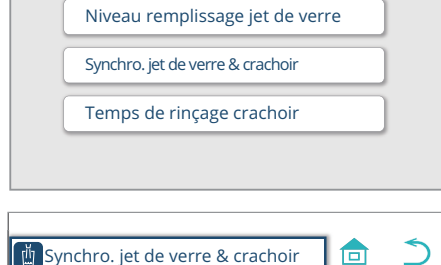 Niveau remplissage jet de verre
Synchro. jet de verre & crachoir
Temps de rinçage crachoir
Synchro. jet de verre & crachoir